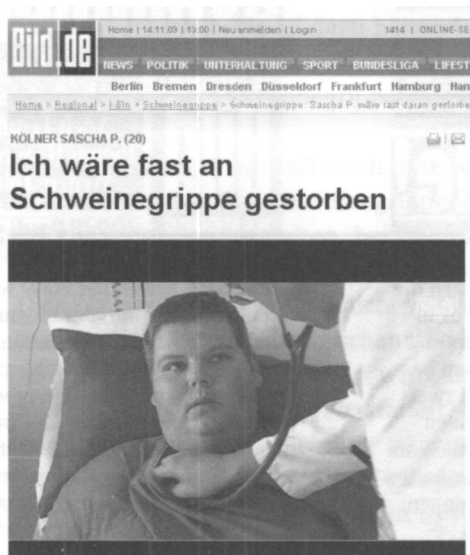 Bild.de
Home | 14.11.09 | 13:00 | Neu anmelden | Login
1414 | ONLINE-SE
NEWS POLITIK UNTERHALTUNG SPORT BUNDESLIGA LIFEST
Berlin Bremen Dresden Düsseldorf Frankfurt Hamburg Han
Home > Regional > Köln > Schweinegrippe > Schweinegrippe: Sascha P. wäre fast daran gestorben
KÖLNER SASCHA P. (20)
Ich wäre fast an
Schweinegrippe gestorben